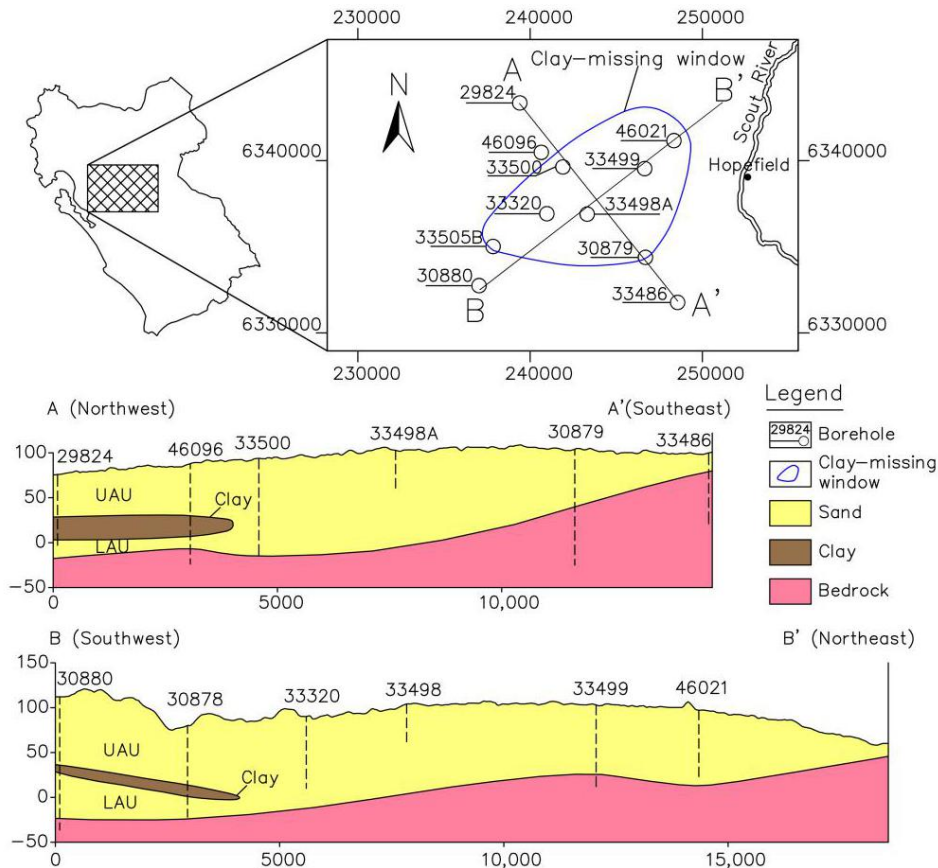 230000 240000 250000
Clay-missing window
A
B'
N
29824
46096
46021
33500
33499
33320
33498A
33505B
30879
30880
33486
B
A'
Scout River
Hopefield
6340000
6340000
6330000
6330000
230000 240000 250000
A (Northwest) A'(Southeast)
29824 46096 33500 33498A 30879 33486
100
50
0
-50
UAU
Clay
LAU
0 5000 10,000
B (Southwest) B' (Northeast)
30880 30878 33320 33498 33499 46021
150
100
50
0
-50
UAU
Clay
LAU
0 5000 10,000 15,000
Legend
29824 Borehole
Clay-missing
window
Sand
Clay
Bedrock